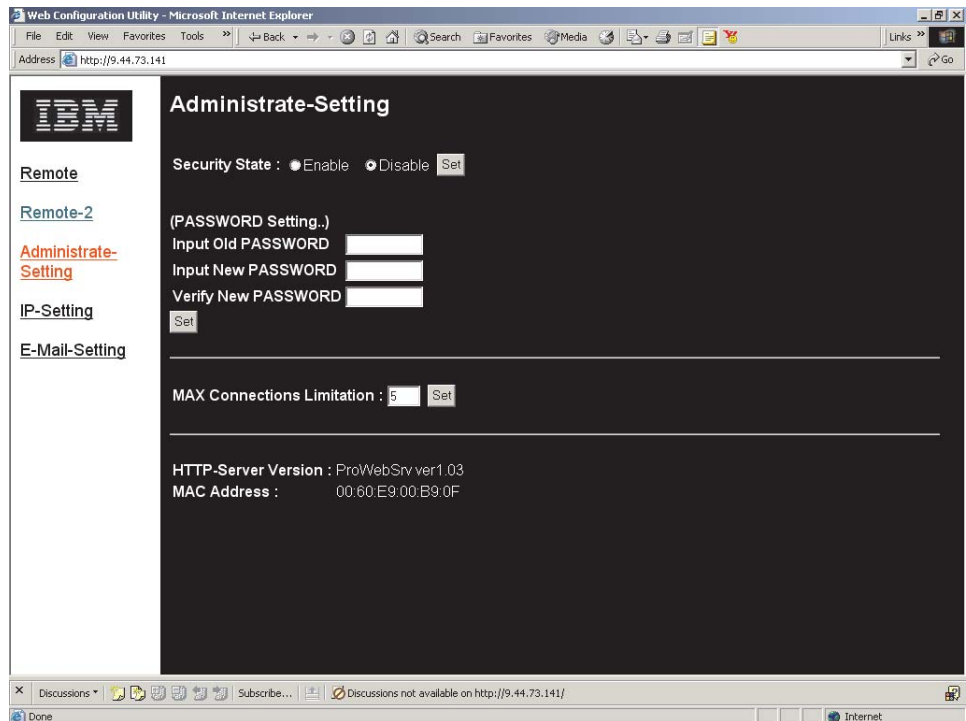 Web Configuration Utility - Microsoft Internet Explorer
File Edit View Favorites Tools » Back Search Favorites Media Links »
Address http://9.44.73.141 Go
IBM
Remote
Remote-2
Administrate-
Setting
IP-Setting
E-Mail-Setting
Administrate-Setting
Security State : Enable Disable Set
(PASSWORD Setting..)
Input Old PASSWORD
Input New PASSWORD
Verify New PASSWORD
Set
MAX Connections Limitation : 5 Set
HTTP-Server Version : ProWebSrv ver1.03
MAC Address : 00:60:E9:00:B9:0F
Discussions Subscribe... Discussions not available on http://9.44.73.141/
Done Internet